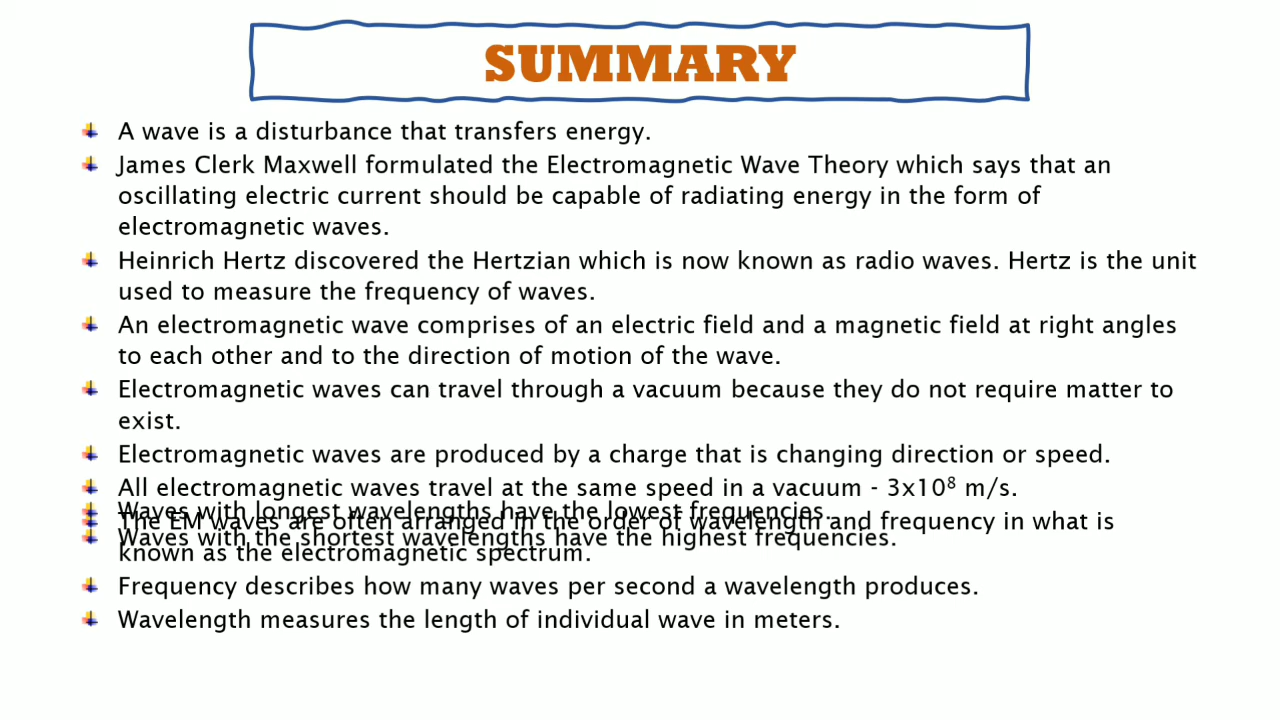 SUMMARY
A wave is a disturbance that transfers energy.
James Clerk Maxwell formulated the Electromagnetic Wave Theory which says that an
oscillating electric current should be capable of radiating energy in the form of
electromagnetic waves.
Heinrich Hertz discovered the Hertzian which is now known as radio waves. Hertz is the unit
used to measure the frequency of waves.
An electromagnetic wave comprises of an electric field and a magnetic field at right angles
to each other and to the direction of motion of the wave.
Electromagnetic waves can travel through a vacuum because they do not require matter to
exist.
Electromagnetic waves are produced by a charge that is changing direction or speed.
All electromagnetic waves travel at the same speed in a vacuum - 3x10⁸ m/s.
Waves with longest wavelengths have the lowest frequencies.
The EM waves are often arranged in the order of wavelength and frequency in what is
Waves with the shortest wavelengths have the highest frequencies.
known as the electromagnetic spectrum.
Frequency describes how many waves per second a wavelength produces.
Wavelength measures the length of individual wave in meters.